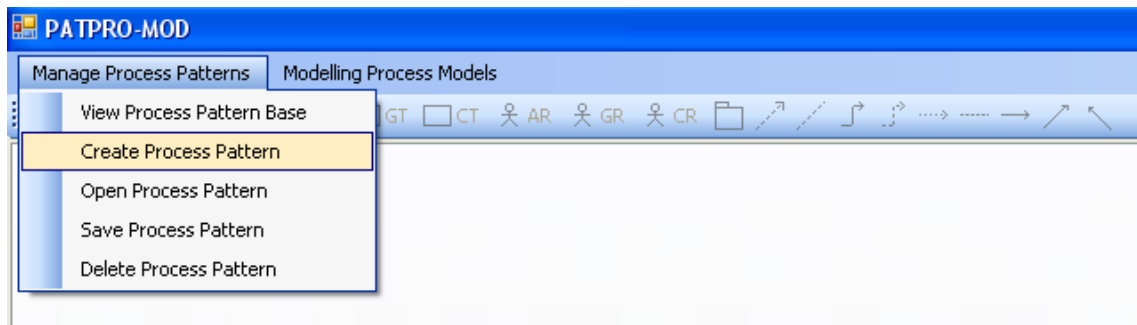 PATPRO-MOD
Manage Process Patterns Modelling Process Models
GT CT AR GR CR
View Process Pattern Base
Create Process Pattern
Open Process Pattern
Save Process Pattern
Delete Process Pattern